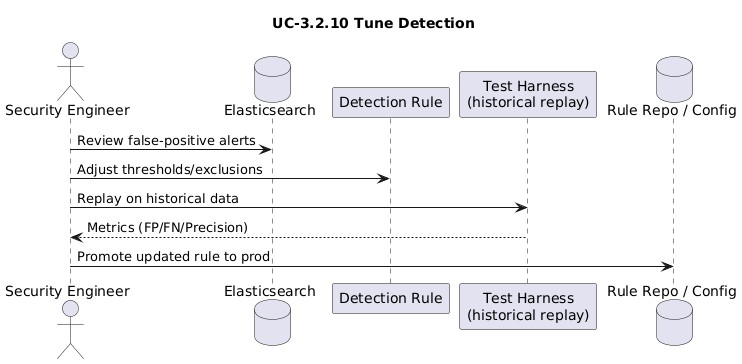 UC-3.2.10 Tune Detection
Security Engineer
Elasticsearch
Detection Rule
Test Harness
(historical replay)
Rule Repo / Config
Review false-positive alerts
Adjust thresholds/exclusions
Replay on historical data
Metrics (FP/FN/Precision)
Promote updated rule to prod
Security Engineer
Elasticsearch
Detection Rule
Test Harness
(historical replay)
Rule Repo / Config